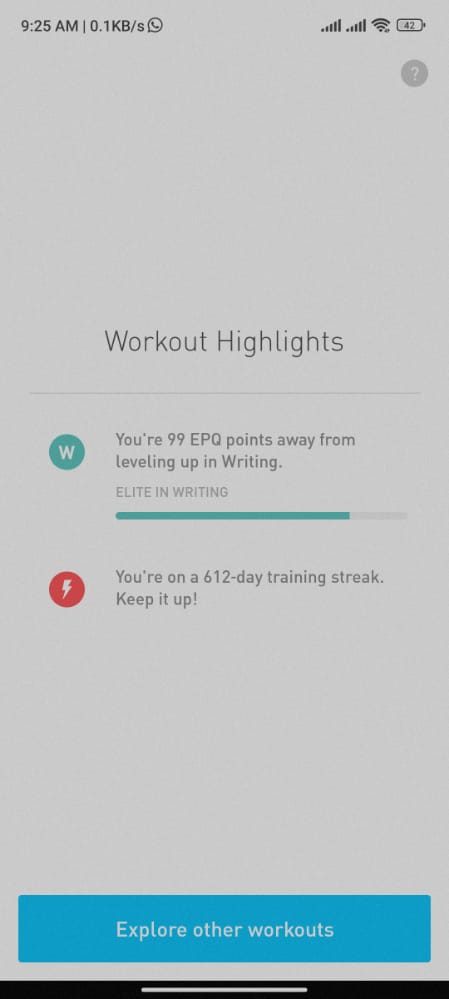 9:25 AM | 0.1KB/s
42
?
Workout Highlights
W
You're 99 EPQ points away from
leveling up in Writing.
ELITE IN WRITING
You're on a 612-day training streak.
Keep it up!
Explore other workouts